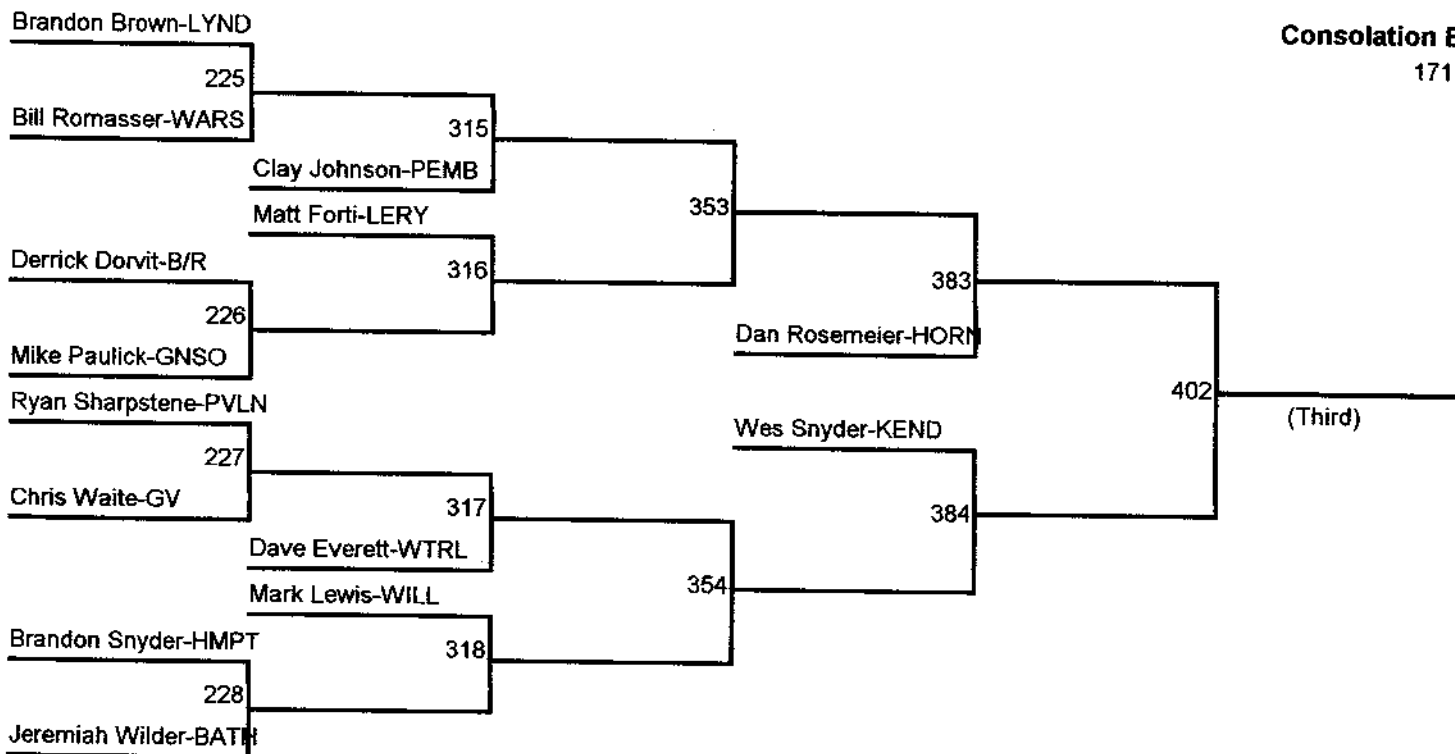 Brandon Brown-LYND
Consolation
171
225
Bill Romasser-WARS
315
Clay Johnson-PEMB
Matt Forti-LERY
353
Derrick Dorvit-B/R
316
226
383
Mike Paulick-GNSO
Dan Rosemeier-HORN
Ryan Sharpstene-PVLN
402
(Third)
Wes Snyder-KEND
227
Chris Waite-GV
317
384
Dave Everett-WTRL
Mark Lewis-WILL
354
Brandon Snyder-HMPT
318
228
Jeremiah Wilder-BATH